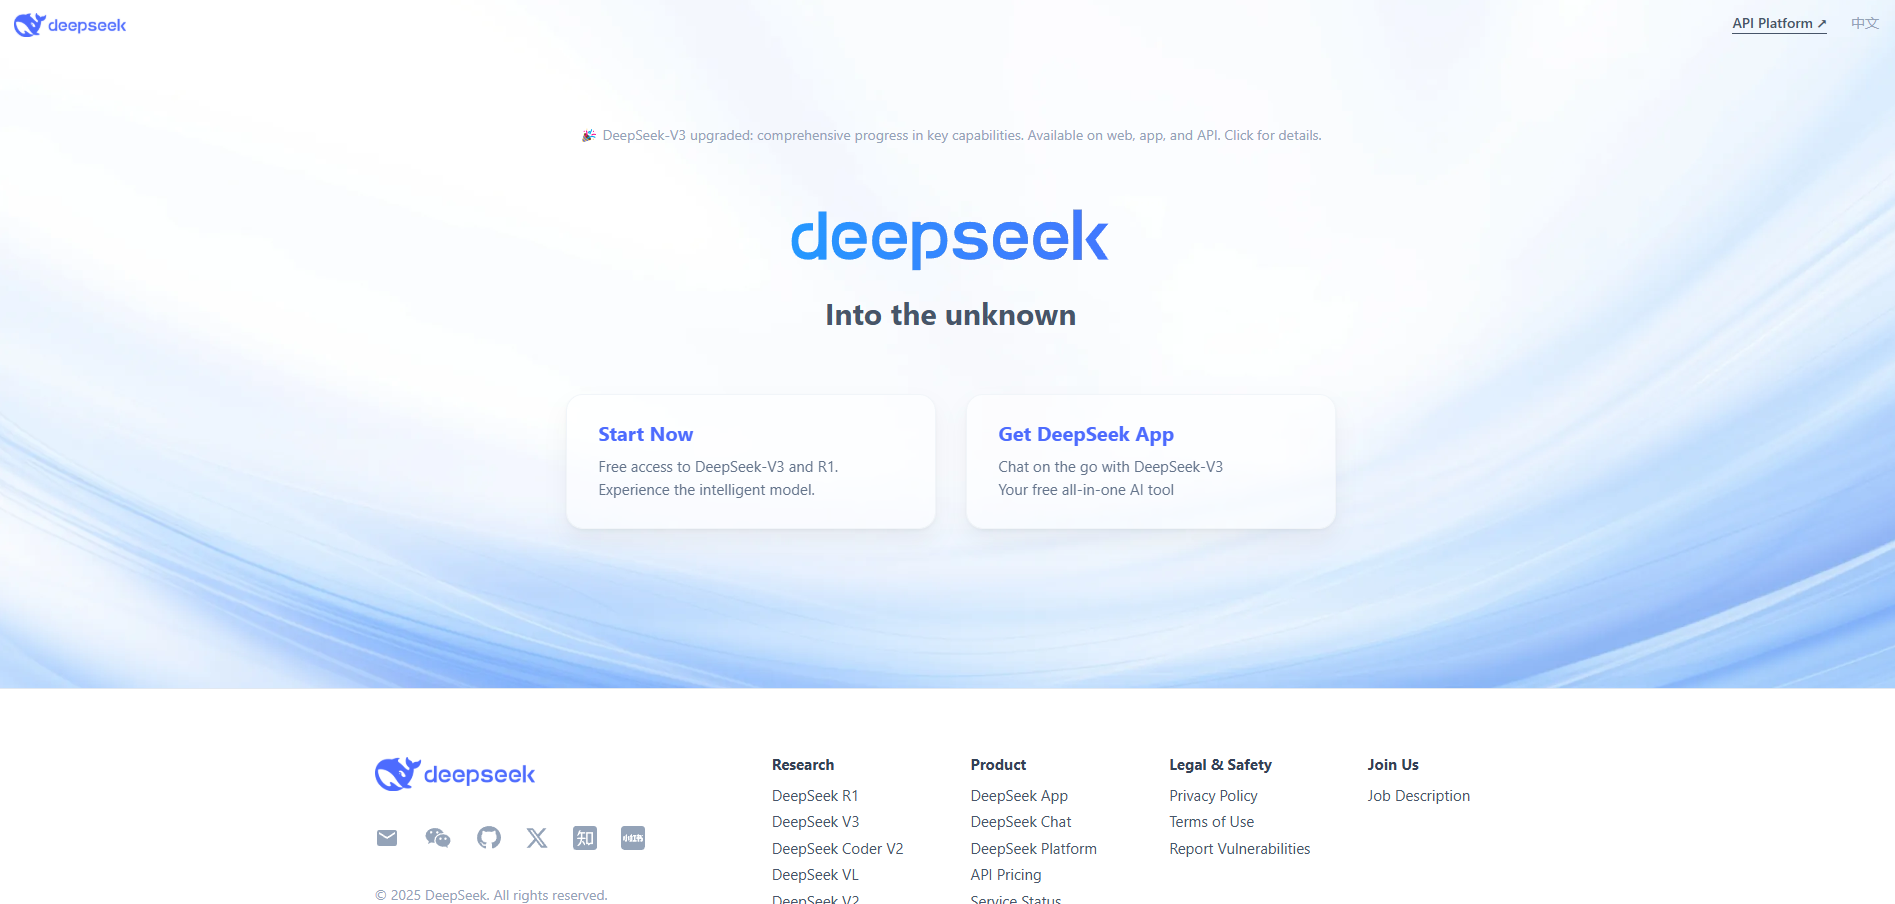 deepseek
API Platform ↗
中文
🎉 DeepSeek-V3 upgraded: comprehensive progress in key capabilities. Available on web, app, and API. Click for details.
deepseek
Into the unknown
Start Now
Free access to DeepSeek-V3 and R1.
Experience the intelligent model.
Get DeepSeek App
Chat on the go with DeepSeek-V3
Your free all-in-one AI tool
deepseek
知
小红书
© 2025 DeepSeek. All rights reserved.
Research
DeepSeek R1
DeepSeek V3
DeepSeek Coder V2
DeepSeek VL
DeepSeek V2
Product
DeepSeek App
DeepSeek Chat
DeepSeek Platform
API Pricing
Service Status
Legal & Safety
Privacy Policy
Terms of Use
Report Vulnerabilities
Join Us
Job Description